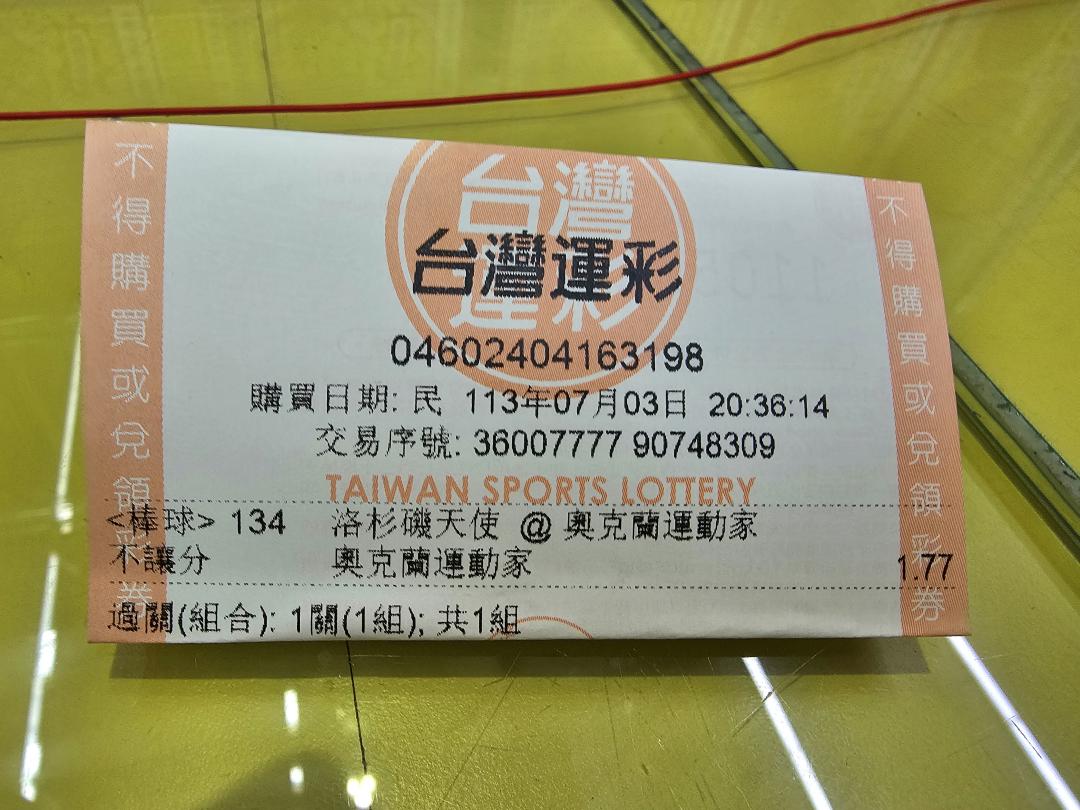 台灣
運彩
台灣運彩
04602404163198
購買日期: 民 113年07月03日 20:36:14
交易序號: 36007777 90748309
TAIWAN SPORTS LOTTERY
<棒球> 134 洛杉磯天使 @ 奧克蘭運動家
不讓分 奧克蘭運動家 1.77
過關(組合): 1關(1組); 共1組
不得購買或兌領彩券
不得購買或兌領彩券